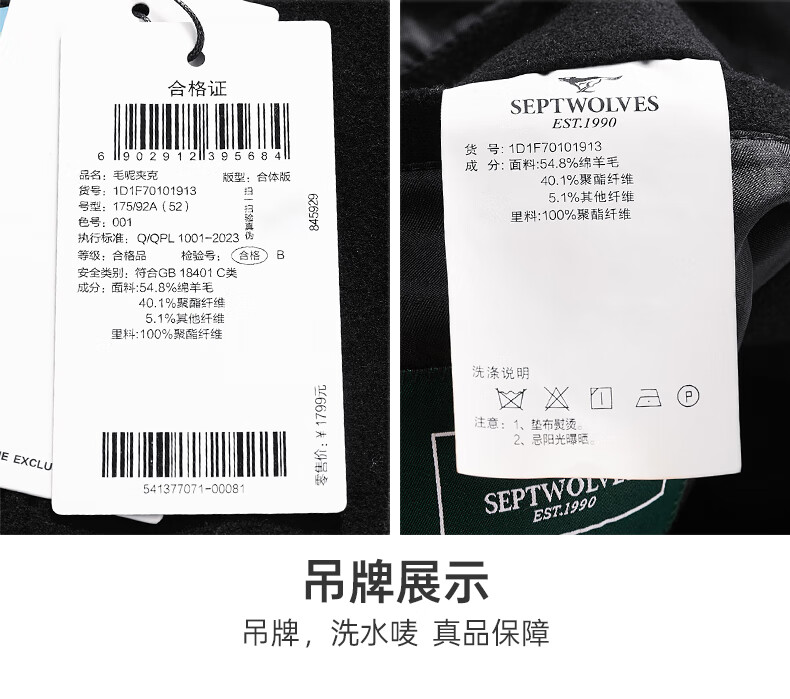 合格证
6 902912 395684
品名: 毛呢夹克
版型: 合体版
货号: 1D1F70101913
号型: 175/92A (52)
色号: 001
执行标准: Q/QPL 1001-2023
等级: 合格品 检验号: 合格 B
安全类别: 符合GB 18401 C类
成分: 面料:54.8%绵羊毛
40.1%聚酯纤维
5.1%其他纤维
里料:100%聚酯纤维
扫一扫验真伪
845929
零售价: ¥1799元
541377071-00081
NE EXCLU
SEPTWOLVES
EST.1990
货 号: 1D1F70101913
成 分: 面料:54.8%绵羊毛
40.1%聚酯纤维
5.1%其他纤维
里料:100%聚酯纤维
洗涤说明
P
注意: 1、垫布熨烫。
2、忌阳光曝晒。
SEPTWOLVE
EST.1990
吊牌展示
吊牌，洗水唛 真品保障